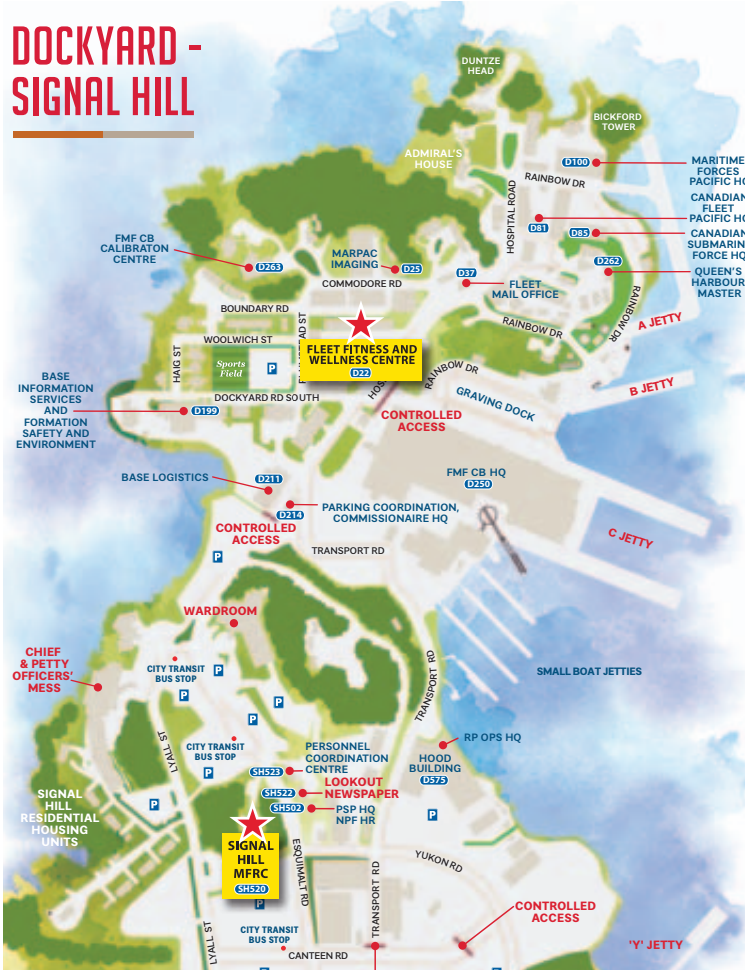 DOCKYARD -
SIGNAL HILL
DUNTZE
HEAD
BICKFORD
TOWER
ADMIRAL'S
HOUSE
D100
MARITIME
FORCES
PACIFIC HQ
RAINBOW DR
HOSPITAL ROAD
CANADIAN
FLEET
PACIFIC HQ
D81
D85
CANADIAN
SUBMARINE
FORCE HQ
FMF CB
CALIBRATON
CENTRE
D263
MARPAC
IMAGING
D25
COMMODORE RD
D37
FLEET
MAIL OFFICE
D262
QUEEN'S
HARBOUR
MASTER
RAINBOW DR
BOUNDARY RD
WOOLWICH ST
HAIG ST
Sports
Field
P
FLEET FITNESS AND
WELLNESS CENTRE
D22
RAINBOW DR
A JETTY
RAINBOW DR
B JETTY
GRAVING DOCK
BASE
INFORMATION
SERVICES
AND
FORMATION
SAFETY AND
ENVIRONMENT
D199
DOCKYARD RD SOUTH
CONTROLLED
ACCESS
BASE LOGISTICS
D211
FMF CB HQ
D250
D214
PARKING COORDINATION,
COMMISSIONAIRE HQ
CONTROLLED
ACCESS
C JETTY
P
TRANSPORT RD
WARDROOM
CHIEF
& PETTY
OFFICERS'
MESS
CITY TRANSIT
BUS STOP
P
P
P
P
SMALL BOAT JETTIES
TRANSPORT RD
LYALL ST
CITY TRANSIT
BUS STOP
PERSONNEL
COORDINATION
CENTRE
SH523
RP OPS HQ
HOOD
BUILDING
D575
P
P
LOOKOUT
NEWSPAPER
SH522
SH502
PSP HQ
NPF HR
P
SIGNAL
HILL
RESIDENTIAL
HOUSING
UNITS
SIGNAL
HILL
MFRC
SH520
P
ESQUIMALT RD
YUKON RD
TRANSPORT RD
CONTROLLED
ACCESS
LYALL ST
CITY TRANSIT
BUS STOP
CANTEEN RD
'Y' JETTY